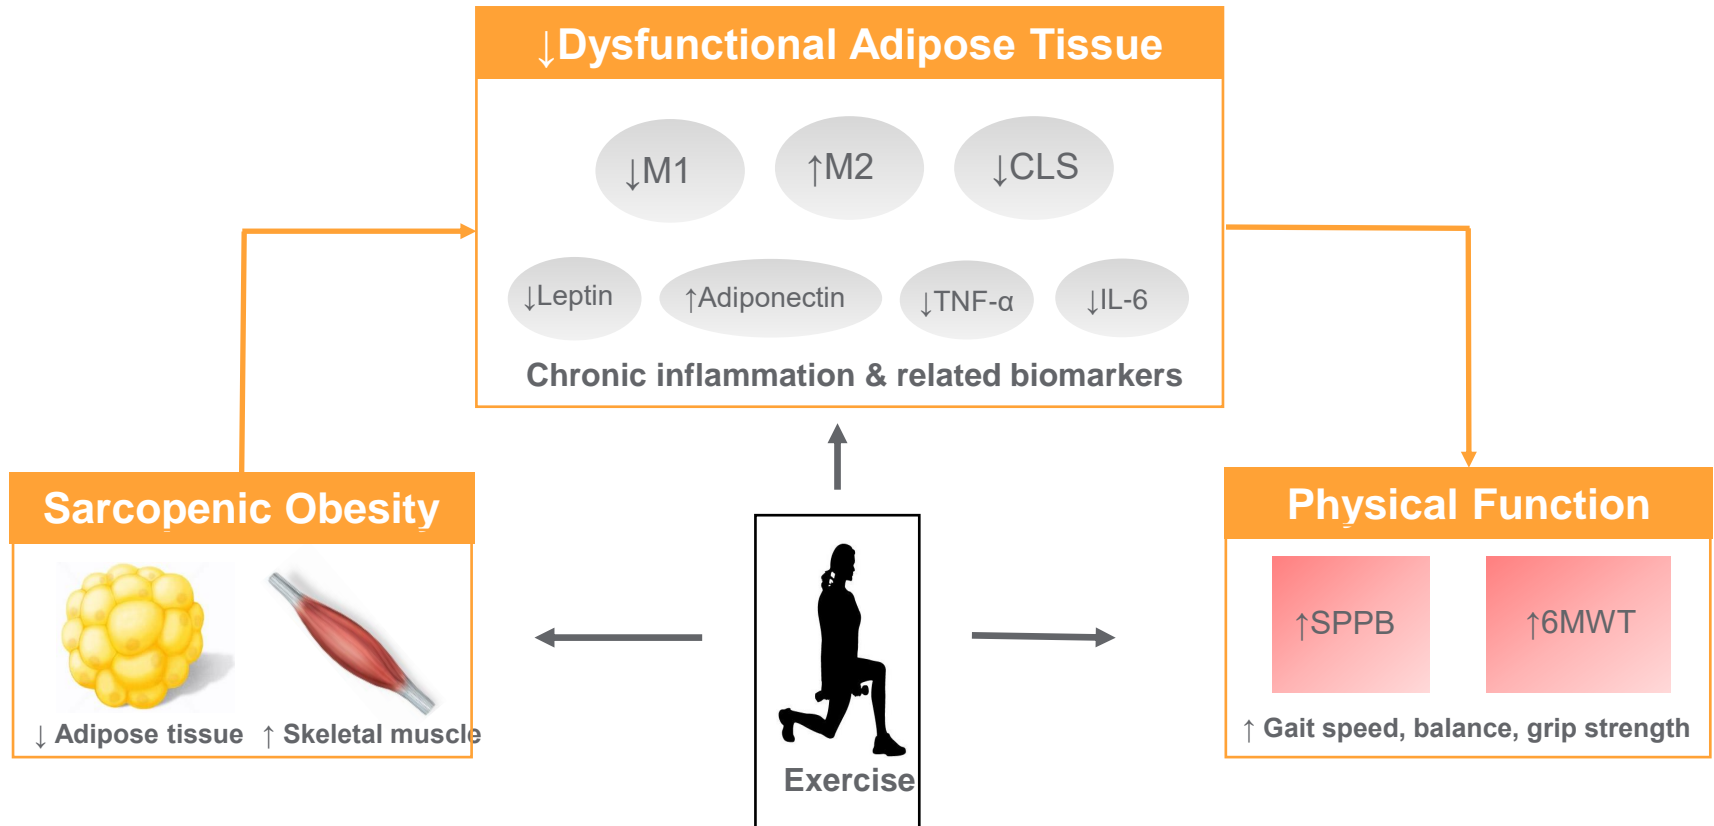 ↓Dysfunctional Adipose Tissue
↓M1
↑M2
↓CLS
↓Leptin
↑Adiponectin
↓TNF-α
↓IL-6
Chronic inflammation & related biomarkers
Sarcopenic Obesity
↓ Adipose tissue
↑ Skeletal muscle
Exercise
Physical Function
↑SPPB
↑6MWT
↑ Gait speed, balance, grip strength